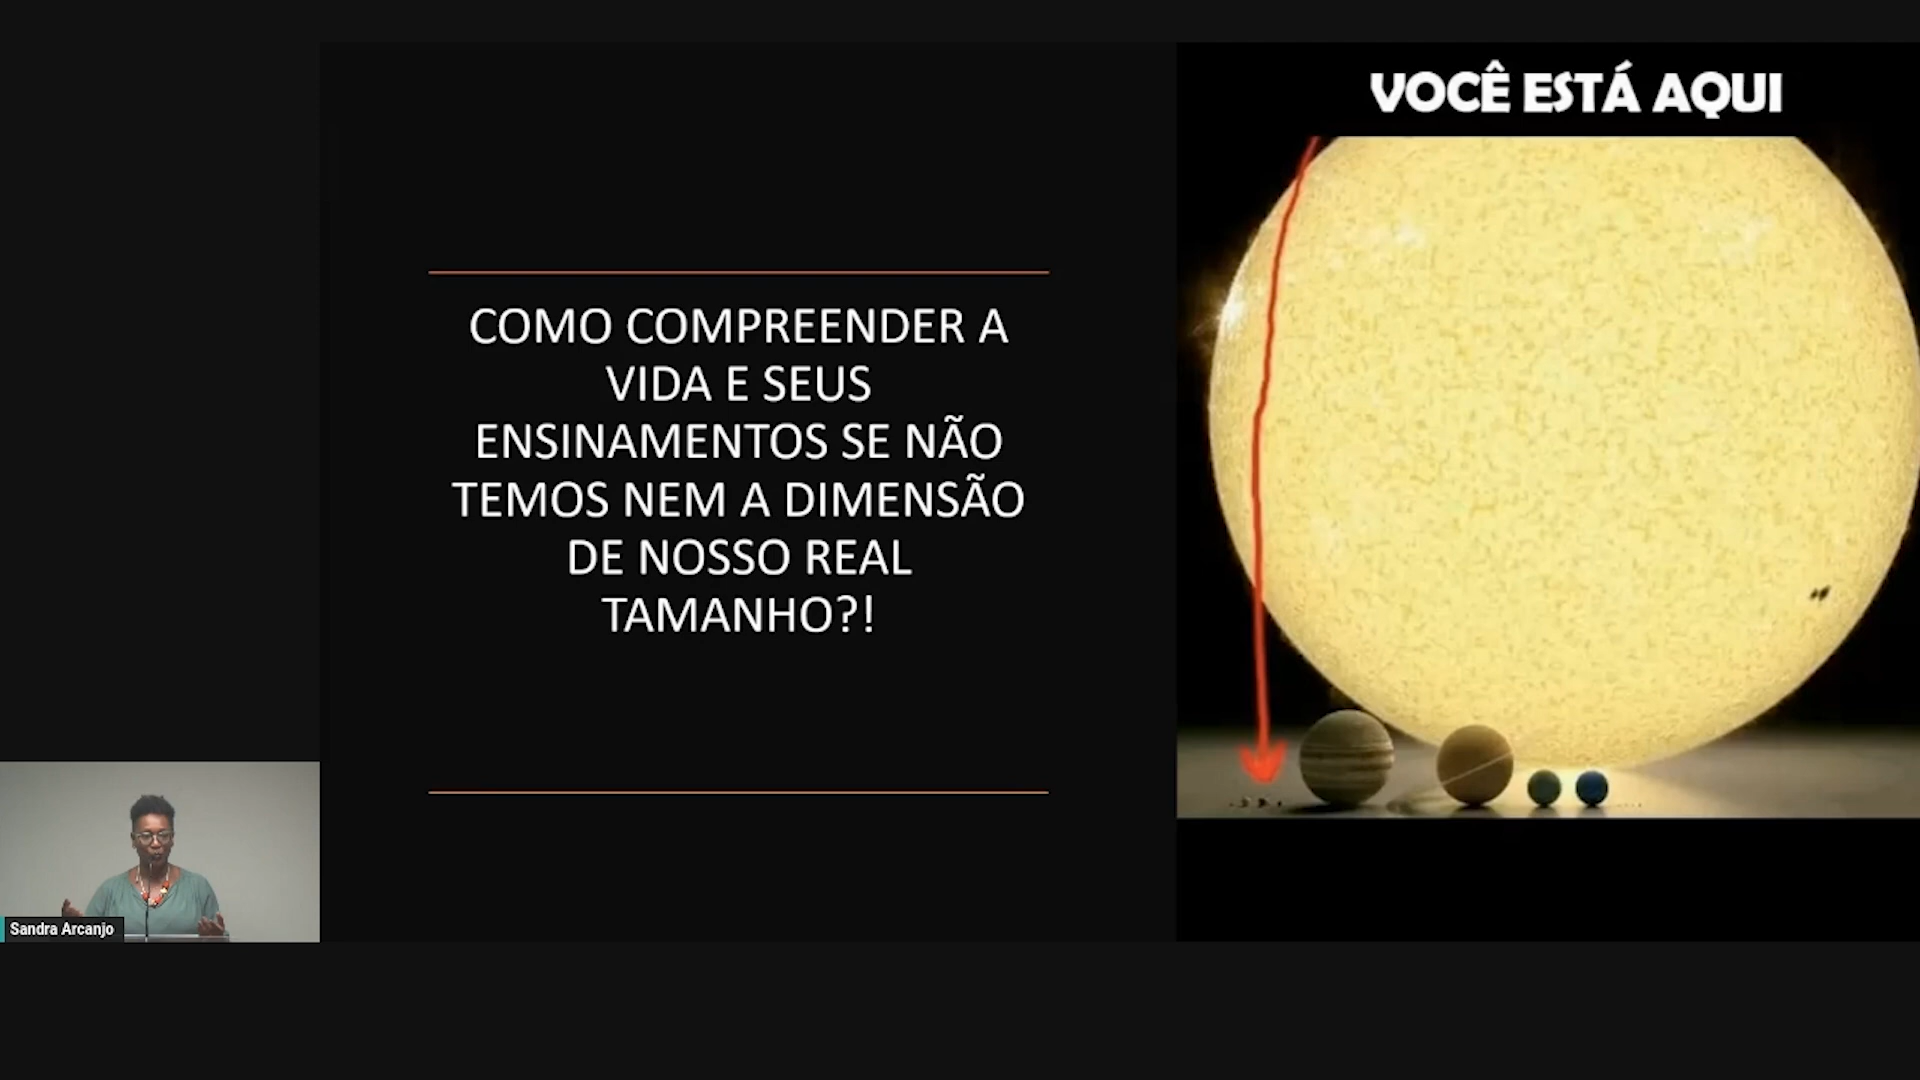 VOCÊ ESTÁ AQUI
COMO COMPREENDER A
VIDA E SEUS
ENSINAMENTOS SE NÃO
TEMOS NEM A DIMENSÃO
DE NOSSO REAL
TAMANHO?!
Sandra Arcanjo